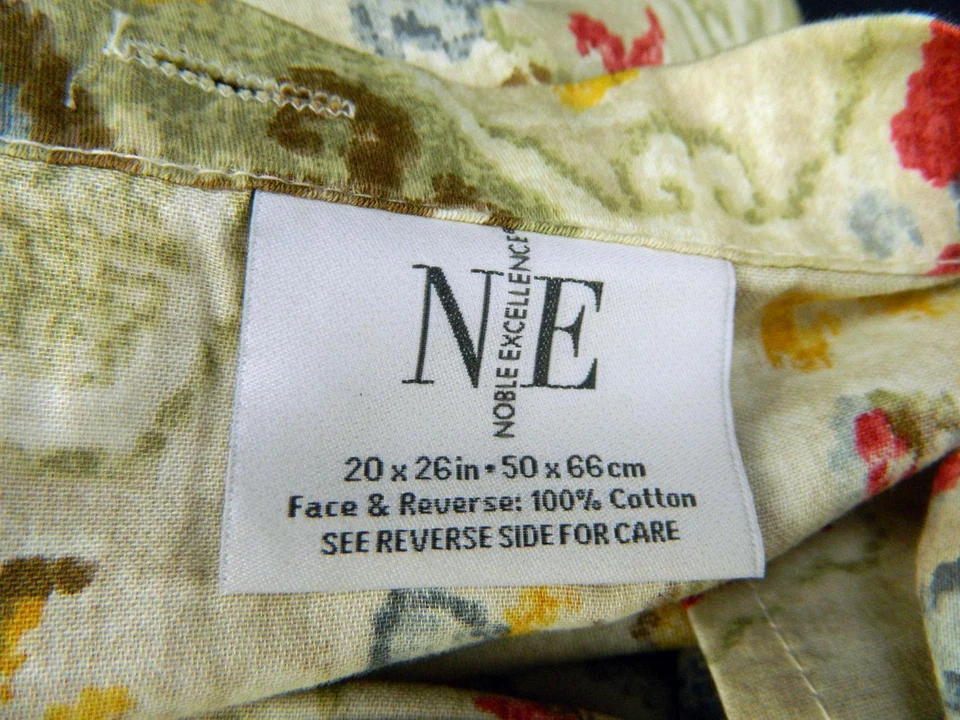 NE
NOBLE EXCELLENCE
20 x 26 in • 50 x 66 cm
Face & Reverse: 100% Cotton
SEE REVERSE SIDE FOR CARE